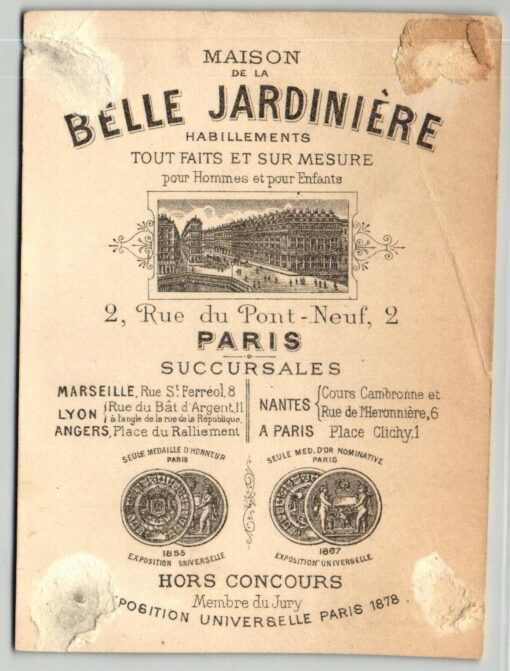 MAISON
DE LA
BELLE JARDINIÈRE
HABILLEMENTS
TOUT FAITS ET SUR MESURE
pour Hommes et pour Enfants
2, Rue du Pont-Neuf, 2
PARIS
SUCCURSALES
MARSEILLE, Rue St Ferréol, 8
LYON {Rue du Bât d'Argent, 11
à l'angle de la rue de la République,
ANGERS, Place du Ralliement
NANTES {Cours Cambronne et
Rue de l'Heronnière, 6
A PARIS Place Clichy, 1
SEULE MEDAILLE D'HONNEUR
PARIS
1855
EXPOSITION UNIVERSELLE
SEULE MED. D'OR NOMINATIVE
PARIS
1867
EXPOSITION UNIVERSELLE
HORS CONCOURS
Membre du Jury
POSITION UNIVERSELLE PARIS 1878